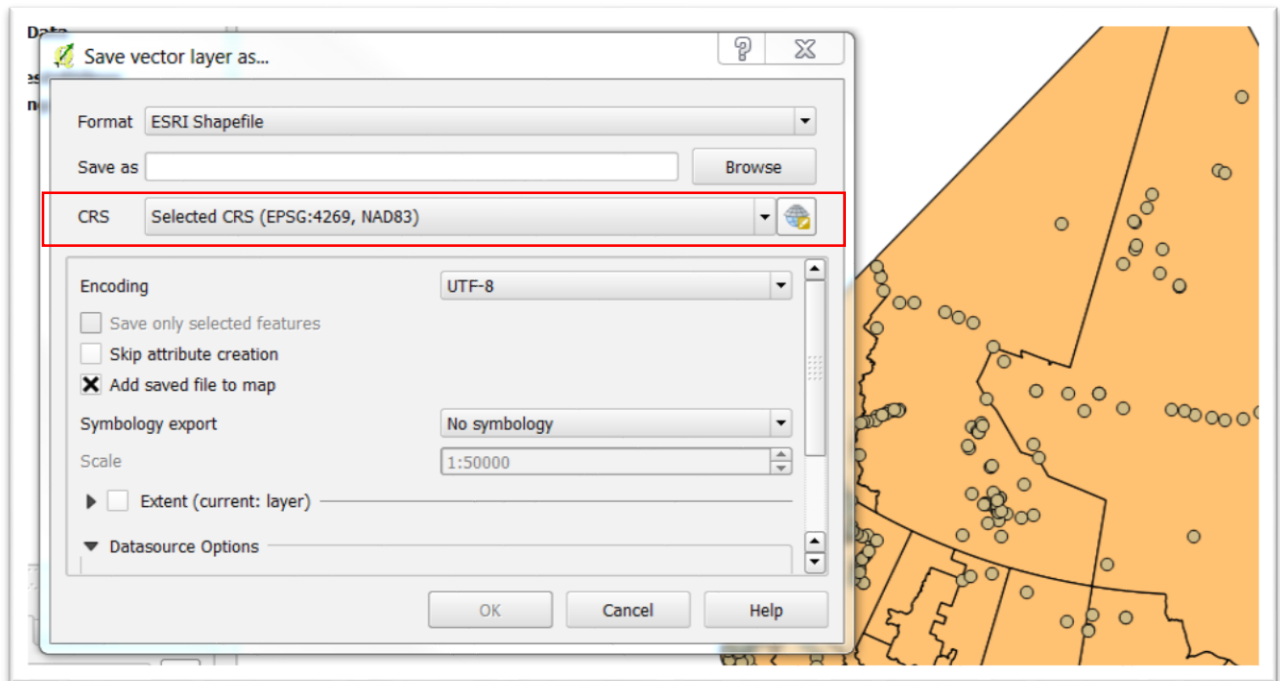 Data
Save vector layer as...
Format ESRI Shapefile
Save as Browse
CRS Selected CRS (EPSG:4269, NAD83)
Encoding UTF-8
Save only selected features
Skip attribute creation
Add saved file to map
Symbology export No symbology
Scale 1:50000
Extent (current: layer)
Datasource Options
OK Cancel Help